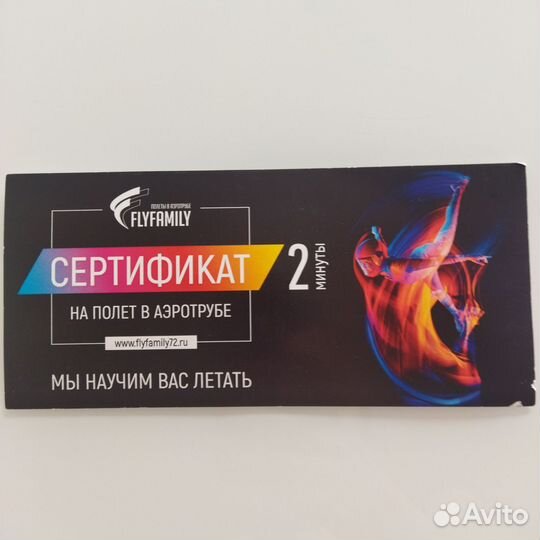 ПОЛЕТЫ В АЭРОТРУБЕ
FLYFAMILY
СЕРТИФИКАТ
НА ПОЛЕТ В АЭРОТРУБЕ
2 минуты
www.flyfamily72.ru
МЫ НАУЧИМ ВАС ЛЕТАТЬ
Avito